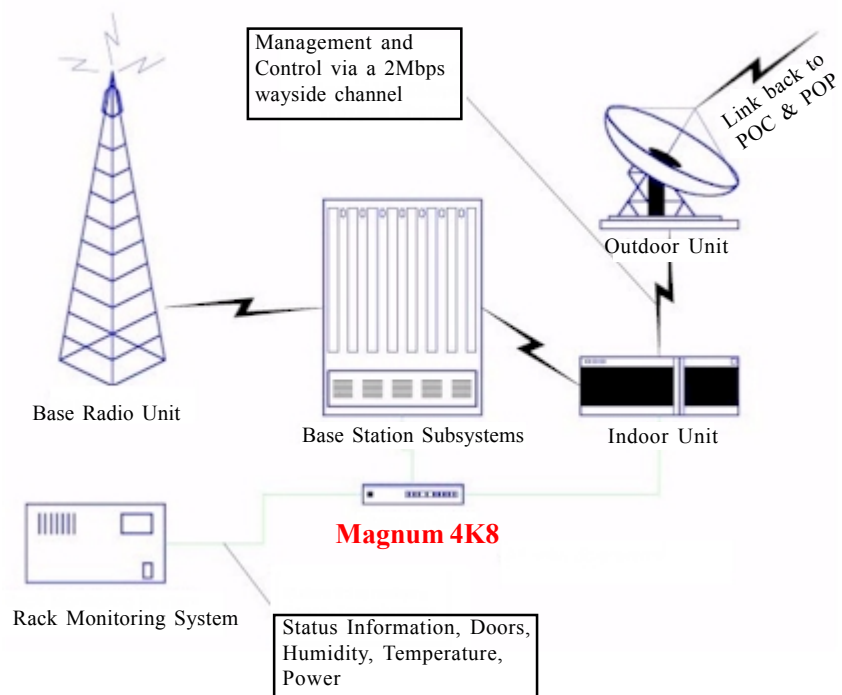 Management and
Control via a 2Mbps
wayside channel
Link back to
POC & POP
Outdoor Unit
Base Radio Unit
Base Station Subsystems
Indoor Unit
Magnum 4K8
Rack Monitoring System
Status Information, Doors,
Humidity, Temperature,
Power